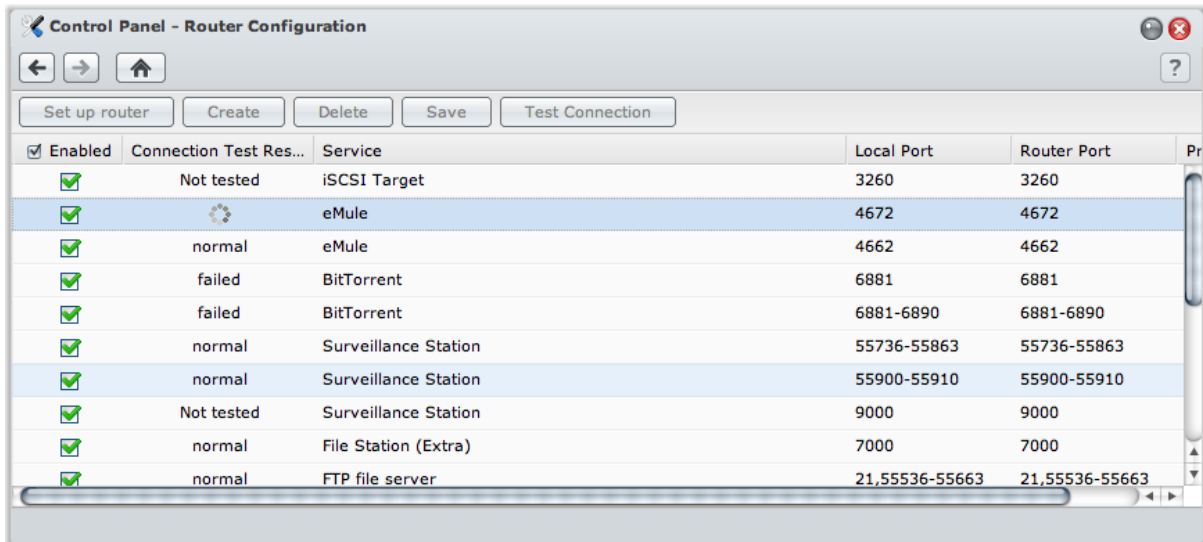 Control Panel - Router Configuration
?
Set up router Create Delete Save Test Connection
Enabled Connection Test Res... Service Local Port Router Port Pr
Not tested iSCSI Target 3260 3260
eMule 4672 4672
normal eMule 4662 4662
failed BitTorrent 6881 6881
failed BitTorrent 6881-6890 6881-6890
normal Surveillance Station 55736-55863 55736-55863
normal Surveillance Station 55900-55910 55900-55910
Not tested Surveillance Station 9000 9000
normal File Station (Extra) 7000 7000
normal FTP file server 21,55536-55663 21,55536-55663